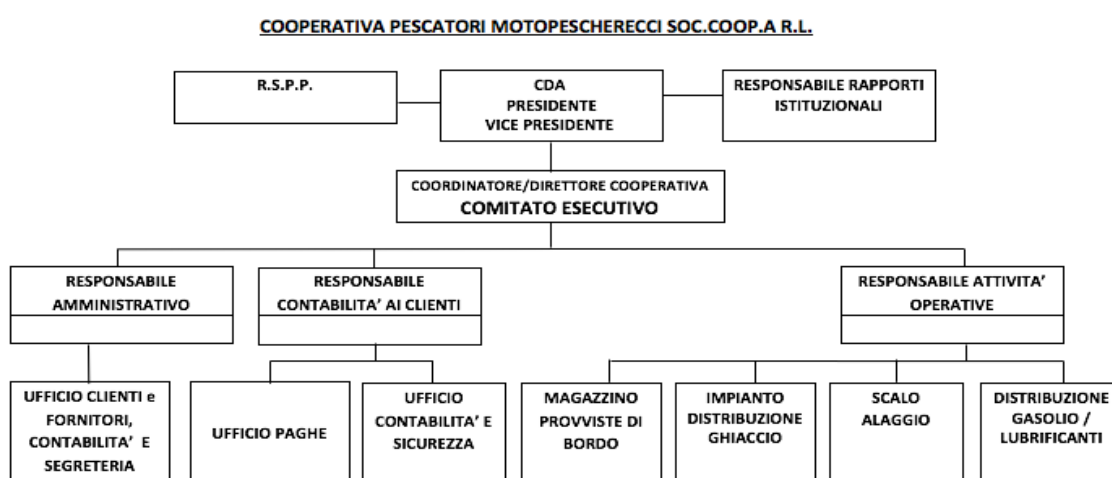 COOPERATIVA PESCATORI MOTOPESCHERECCI SOC.COOP.A R.L.
R.S.P.P.
CDA
PRESIDENTE
VICE PRESIDENTE
RESPONSABILE RAPPORTI
ISTITUZIONALI
COORDINATORE/DIRETTORE COOPERATIVA
COMITATO ESECUTIVO
RESPONSABILE
AMMINISTRATIVO
RESPONSABILE
CONTABILITA’ AI CLIENTI
RESPONSABILE ATTIVITA’
OPERATIVE
UFFICIO CLIENTI e
FORNITORI,
CONTABILITA’ E
SEGRETERIA
UFFICIO PAGHE
UFFICIO
CONTABILITA’ E
SICUREZZA
MAGAZZINO
PROVVISTE DI
BORDO
IMPIANTO
DISTRIBUZIONE
GHIACCIO
SCALO
ALAGGIO
DISTRIBUZIONE
GASOLIO /
LUBRIFICANTI